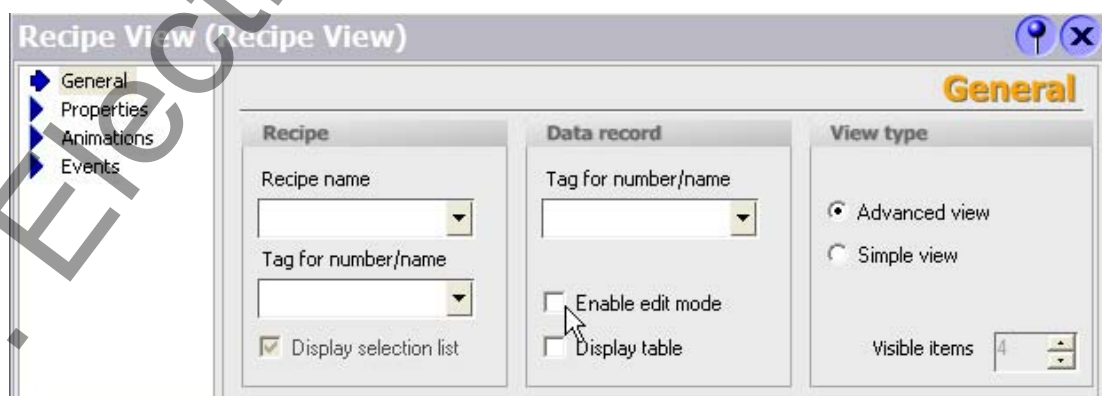 Recipe View (Recipe View)
General
Properties
Animations
Events
General
Recipe
Recipe name
Tag for number/name
Display selection list
Data record
Tag for number/name
Enable edit mode
Display table
View type
Advanced view
Simple view
Visible items 4
. Elect